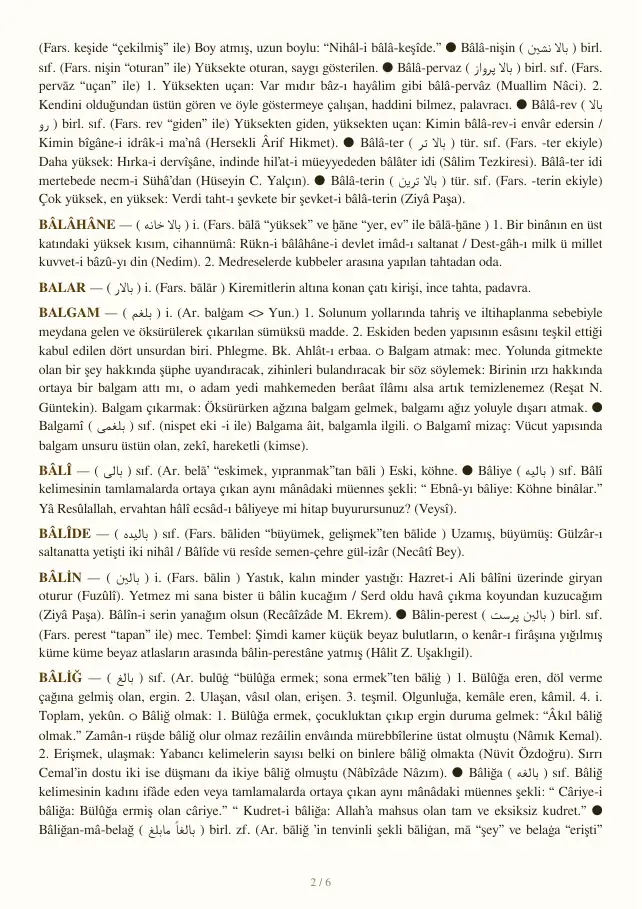 (Fars. keşіde “çekilmiş” ile) Boy atmış, uzun boylu: “Nihâl-i bâlâ-keşîde.” ● Bâlâ-nişin ( بالا نشين ) birl.
sıf. (Fars. nişіn “oturan” ile) Yüksekte oturan, saygı gösterilen. ● Bâlâ-pervaz ( بالا پرواز ) birl. sıf. (Fars.
pervāz “uçan” ile) 1. Yüksekten uçan: Var mıdır bâz-ı hayâlim gibi bâlâ-pervâz (Muallim Nâci). 2.
Kendini olduğundan üstün gören ve öyle göstermeye çalışan, haddini bilmez, palavracı. ● Bâlâ-rev ( بالا
رو ) birl. sıf. (Fars. rev “giden” ile) Yüksekten giden, yüksekten uçan: Kimin bâlâ-rev-i envâr edersin /
Kimin bîgâne-i idrâk-i ma’nâ (Hersekli Ârif Hikmet). ● Bâlâ-ter ( بالا تر ) tür. sıf. (Fars. -ter ekiyle)
Daha yüksek: Hırka-i dervîşâne, indinde hil’at-i müeyyededen bâlâter idi (Sâlim Tezkiresi). Bâlâ-ter idi
mertebede necm-i Sühâ’dan (Hüseyin C. Yalçın). ● Bâlâ-terin ( بالا ترين ) tür. sıf. (Fars. -terіn ekiyle)
Çok yüksek, en yüksek: Verdi taht-ı şevkete bir şevket-i bâlâ-terin (Ziyâ Paşa).
BÂLÂHÂNE — ( بالا خانه ) i. (Fars. bālā “yüksek” ve ḫāne “yer, ev” ile bālā-ḫāne ) 1. Bir binânın en üst
katındaki yüksek kısım, cihannümâ: Rükn-i bâlâhâne-i devlet imâd-ı saltanat / Dest-gâh-ı milk ü millet
kuvvet-i bâzû-yı din (Nedim). 2. Medreselerde kubbeler arasına yapılan tahtadan oda.
BALAR — ( بالار ) i. (Fars. bālār ) Kiremitlerin altına konan çatı kirişi, ince tahta, padavra.
BALGAM — ( بلغم ) i. (Ar. balġam <> Yun.) 1. Solunum yollarında tahriş ve iltihaplanma sebebiyle
meydana gelen ve öksürülerek çıkarılan sümüksü madde. 2. Eskiden beden yapısının esâsını teşkil ettiği
kabul edilen dört unsurdan biri. Phlegme. Bk. Ahlât-ı erbaa. ○ Balgam atmak: mec. Yolunda gitmekte
olan bir şey hakkında şüphe uyandıracak, zihinleri bulandıracak bir söz söylemek: Birinin ırzı hakkında
ortaya bir balgam attı mı, o adam yedi mahkemeden berâat îlâmı alsa artık temizlenemez (Reşat N.
Güntekin). Balgam çıkarmak: Öksürürken ağzına balgam gelmek, balgamı ağız yoluyle dışarı atmak. ●
Balgamî ( بلغمى ) sıf. (nispet eki -і ile) Balgama âit, balgamla ilgili. ○ Balgamî mizaç: Vücut yapısında
balgam unsuru üstün olan, zekî, hareketli (kimse).
BÂLÎ — ( بالى ) sıf. (Ar. belā’ “eskimek, yıpranmak”tan bāli ) Eski, köhne. ● Bâliye ( باليه ) sıf. Bâlî
kelimesinin tamlamalarda ortaya çıkan aynı mânâdaki müennes şekli: “ Ebnâ-yı bâliye: Köhne binâlar.”
Yâ Resûlallah, ervahtan hâlî ecsâd-ı bâliyeye mi hitap buyurursunuz? (Veysî).
BÂLÎDE — ( باليده ) sıf. (Fars. bāliden “büyümek, gelişmek”ten bālide ) Uzamış, büyümüş: Gülzâr-ı
saltanatta yetişti iki nihâl / Bâlîde vü resîde semen-çehre gül-izâr (Necâtî Bey).
BÂLÎN — ( بالين ) i. (Fars. bālin ) Yastık, kalın minder yastığı: Hazret-i Ali bâlîni üzerinde giryan
oturur (Fuzûlî). Yetmez mi sana bister ü bâlin kucağım / Serd oldu havâ çıkma koyundan kuzucağım
(Ziyâ Paşa). Bâlîn-i serin yanağım olsun (Recâîzâde M. Ekrem). ● Bâlin-perest ( بالين پرست ) birl. sıf.
(Fars. perest “tapan” ile) mec. Tembel: Şimdi kamer küçük beyaz bulutların, o kenâr-ı firâşına yığılmış
küme küme beyaz atlasların arasında bâlin-perestâne yatmış (Hâlit Z. Uşaklıgil).
BÂLİĞ — ( بالغ ) sıf. (Ar. bulūġ “bülûğa ermek; sona ermek”ten bāliġ ) 1. Bülûğa eren, döl verme
çağına gelmiş olan, ergin. 2. Ulaşan, vâsıl olan, erişen. 3. teşmil. Olgunluğa, kemâle eren, kâmil. 4. i.
Toplam, yekûn. ○ Bâliğ olmak: 1. Bülûğa ermek, çocukluktan çıkıp ergin duruma gelmek: “Âkıl bâliğ
olmak.” Zamân-ı rüşde bâliğ olur olmaz rezâilin envâında mürebbîlerine üstat olmuştu (Nâmık Kemal).
2. Erişmek, ulaşmak: Yabancı kelimelerin sayısı belki on binlere bâliğ olmakta (Nüvit Özdoğru). Sırrı
Cemal’in dostu iki ise düşmanı da ikiye bâliğ olmuştu (Nâbîzâde Nâzım). ● Bâliğa ( بالغه ) sıf. Bâliğ
kelimesinin kadını ifâde eden veya tamlamalarda ortaya çıkan aynı mânâdaki müennes şekli: “ Câriye-i
bâliğa: Bülûğa ermiş olan câriye.” “ Kudret-i bâliğa: Allah’a mahsus olan tam ve eksiksiz kudret.” ●
Bâliğan-mâ-belağ ( بالغاً مابلغ ) birl. zf. (Ar. bāliġ ’in tenvinli şekli bāliġan, mā “şey” ve belaġa “erişti”
2 / 6